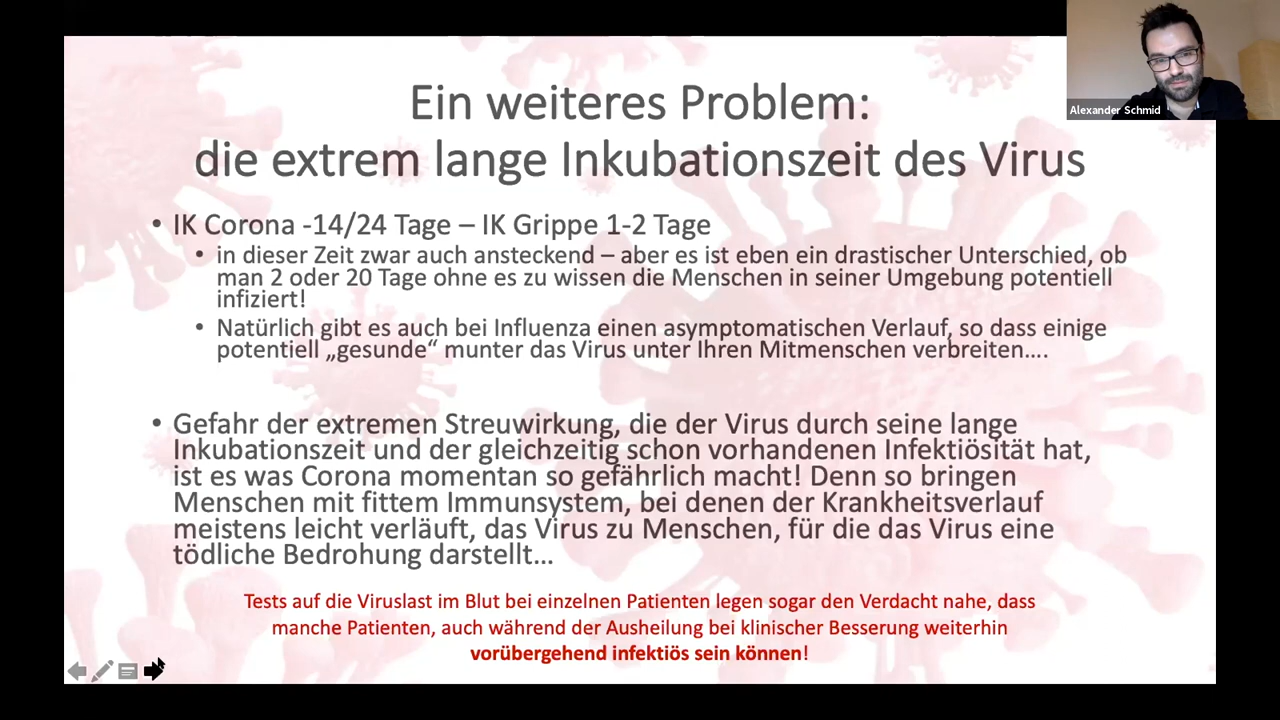 Alexander Schmid
Ein weiteres Problem:
die extrem lange Inkubationszeit des Virus
• IK Corona -14/24 Tage – IK Grippe 1-2 Tage
• in dieser Zeit zwar auch ansteckend – aber es ist eben ein drastischer Unterschied, ob
man 2 oder 20 Tage ohne es zu wissen die Menschen in seiner Umgebung potentiell
infiziert!
• Natürlich gibt es auch bei Influenza einen asymptomatischen Verlauf, so dass einige
potentiell „gesunde“ munter das Virus unter Ihren Mitmenschen verbreiten….
• Gefahr der extremen Streuwirkung, die der Virus durch seine lange
Inkubationszeit und der gleichzeitig schon vorhandenen Infektiösität hat,
ist es was Corona momentan so gefährlich macht! Denn so bringen
Menschen mit fittem Immunsystem, bei denen der Krankheitsverlauf
meistens leicht verläuft, das Virus zu Menschen, für die das Virus eine
tödliche Bedrohung darstellt…
Tests auf die Viruslast im Blut bei einzelnen Patienten legen sogar den Verdacht nahe, dass
manche Patienten, auch während der Ausheilung bei klinischer Besserung weiterhin
vorübergehend infektiös sein können!